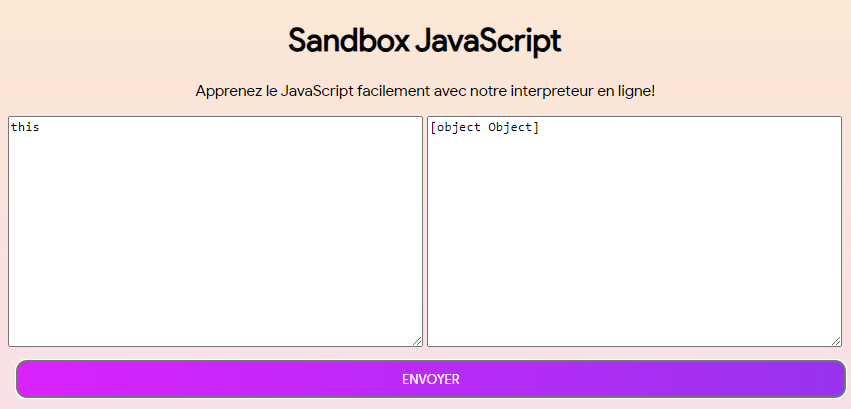 Sandbox JavaScript
Apprenez le JavaScript facilement avec notre interpreteur en ligne!
this
[object Object]
ENVOYER